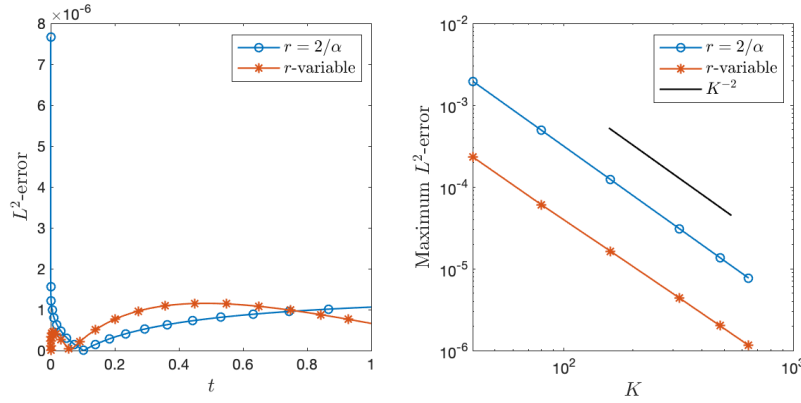 ×10⁻⁶
8
7
6
5
4
3
2
1
0
0 0.2 0.4 0.6 0.8 1
L²-error
t
r = 2/α
r-variable
10⁻²
10⁻³
10⁻⁴
10⁻⁵
10⁻⁶
10² 10³
Maximum L²-error
K
r = 2/α
r-variable
K⁻²